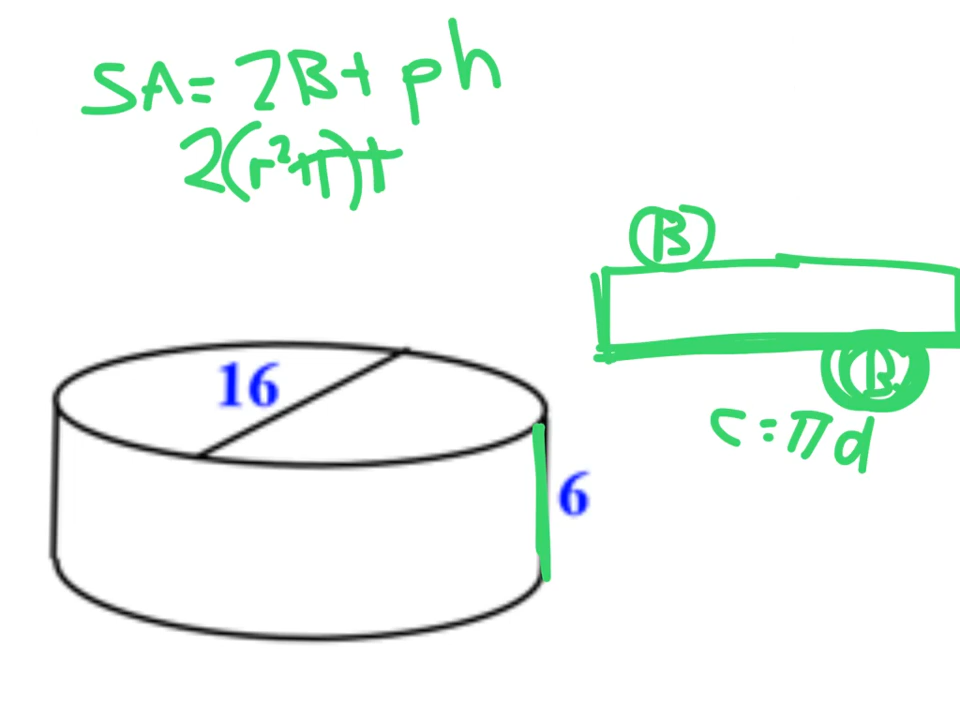 SA = 2B + ph
2(r²π) +
B
16
B
C = πd
6